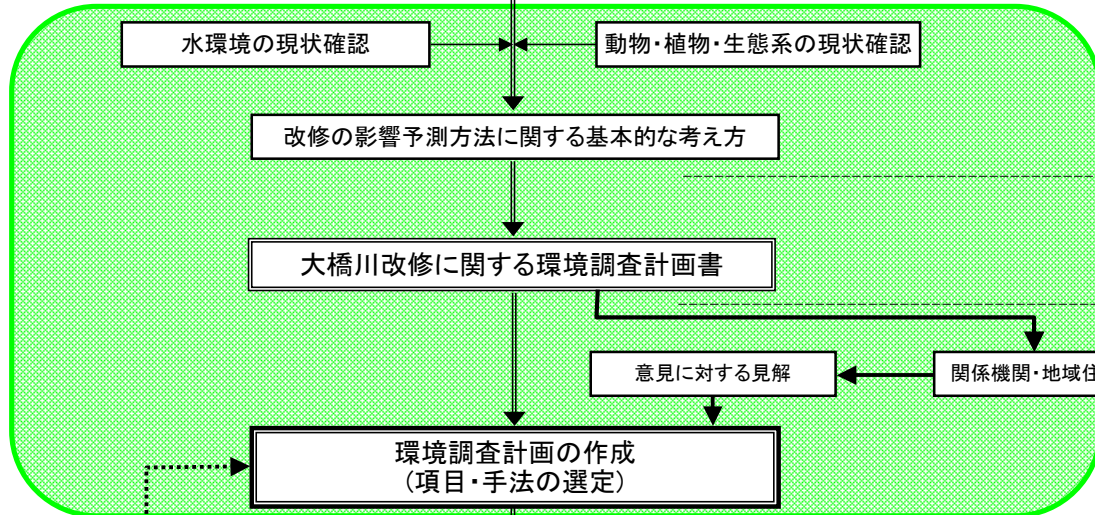 水環境の現状確認
動物・植物・生態系の現状確認
改修の影響予測方法に関する基本的な考え方
大橋川改修に関する環境調査計画書
意見に対する見解
関係機関・地域住
環境調査計画の作成
(項目・手法の選定)